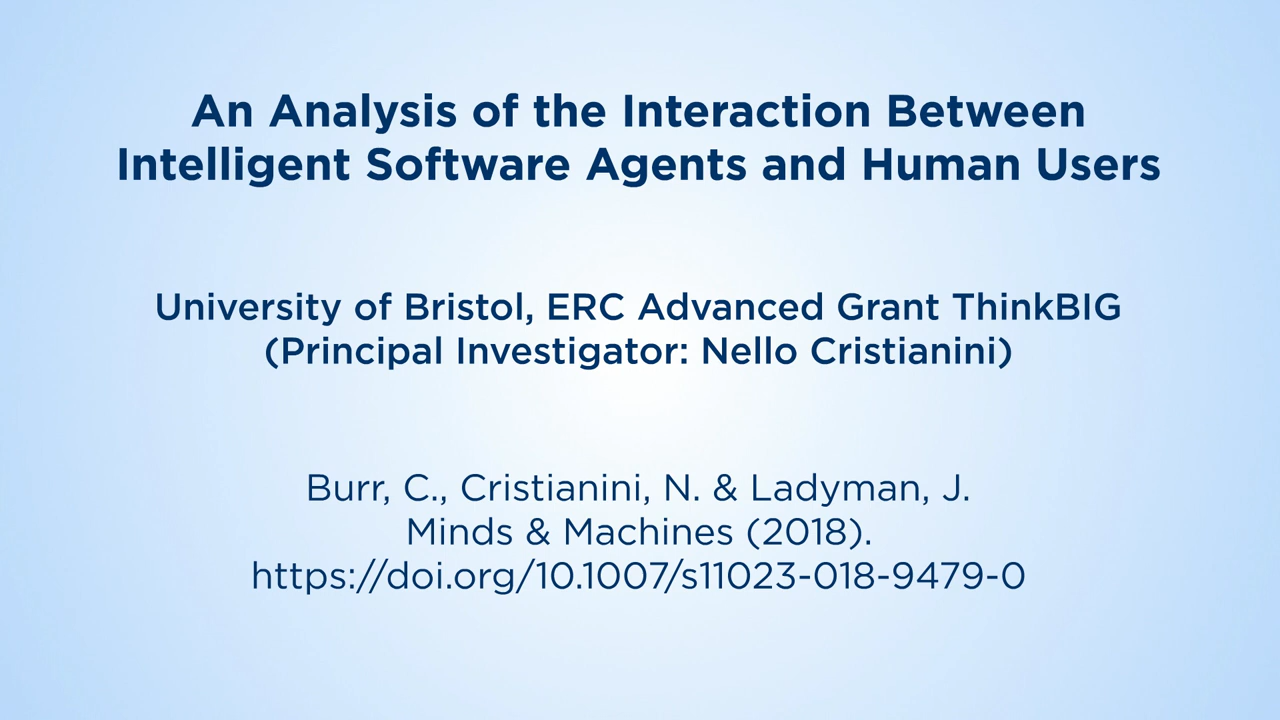 An Analysis of the Interaction Between
Intelligent Software Agents and Human Users
University of Bristol, ERC Advanced Grant ThinkBIG
(Principal Investigator: Nello Cristianini)
Burr, C., Cristianini, N. & Ladyman, J.
Minds & Machines (2018).
https://doi.org/10.1007/s11023-018-9479-0